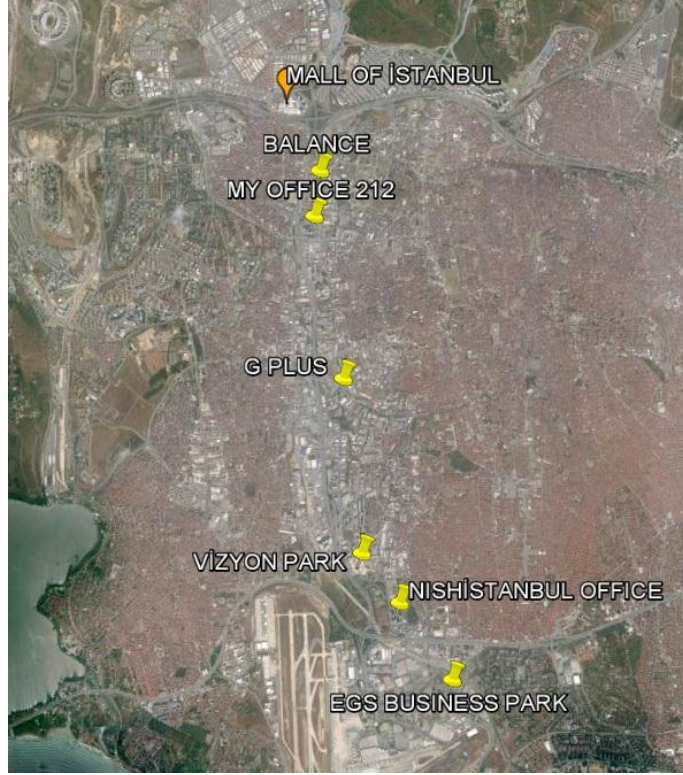 MALL OF İSTANBUL
BALANCE
MY OFFICE 212
G PLUS
VİZYON PARK
NISHİSTANBUL OFFICE
EGS BUSINESS PARK